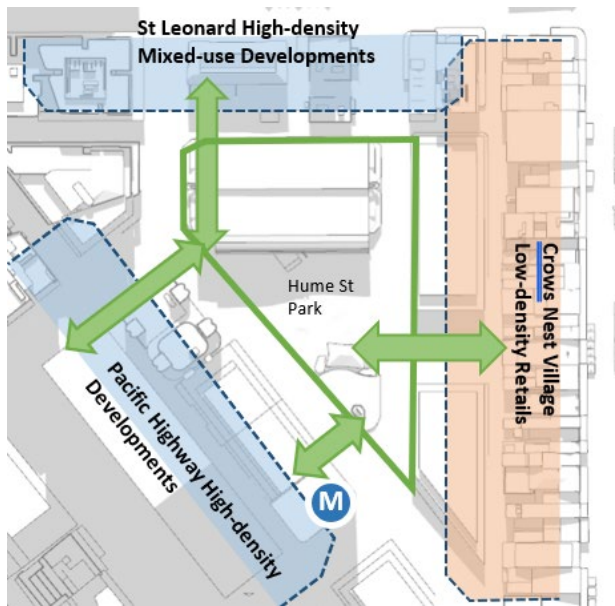 St Leonard High-density
Mixed-use Developments
Hume St
Park
Crows Nest Village
Low-density Retails
Pacific Highway High-density
Developments
M